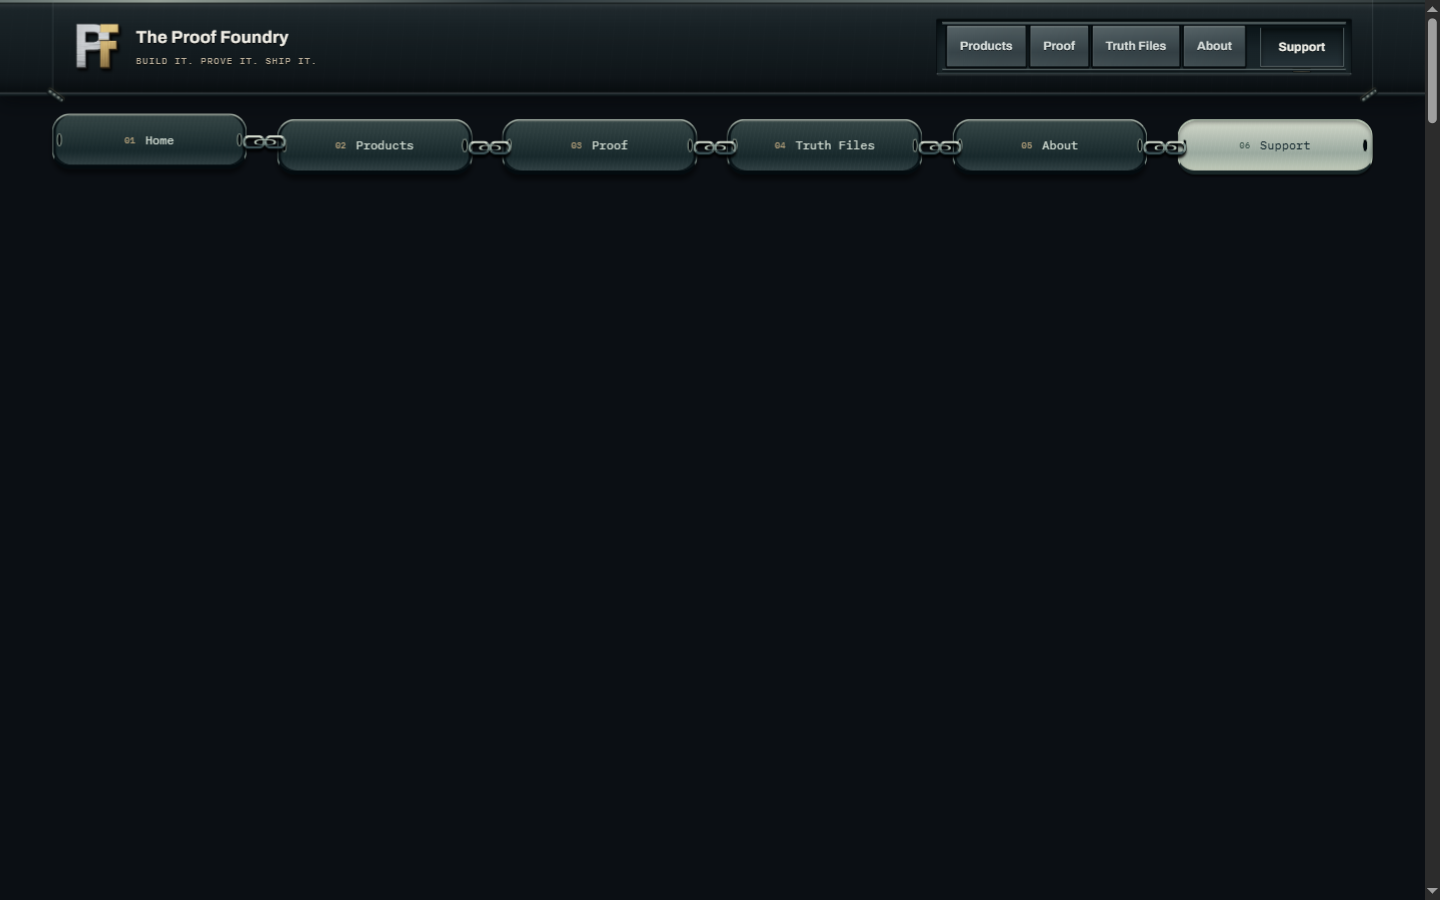 PF
The Proof Foundry
BUILD IT. PROVE IT. SHIP IT.
Products Proof Truth Files About Support
01 Home 02 Products 03 Proof 04 Truth Files 05 About 06 Support